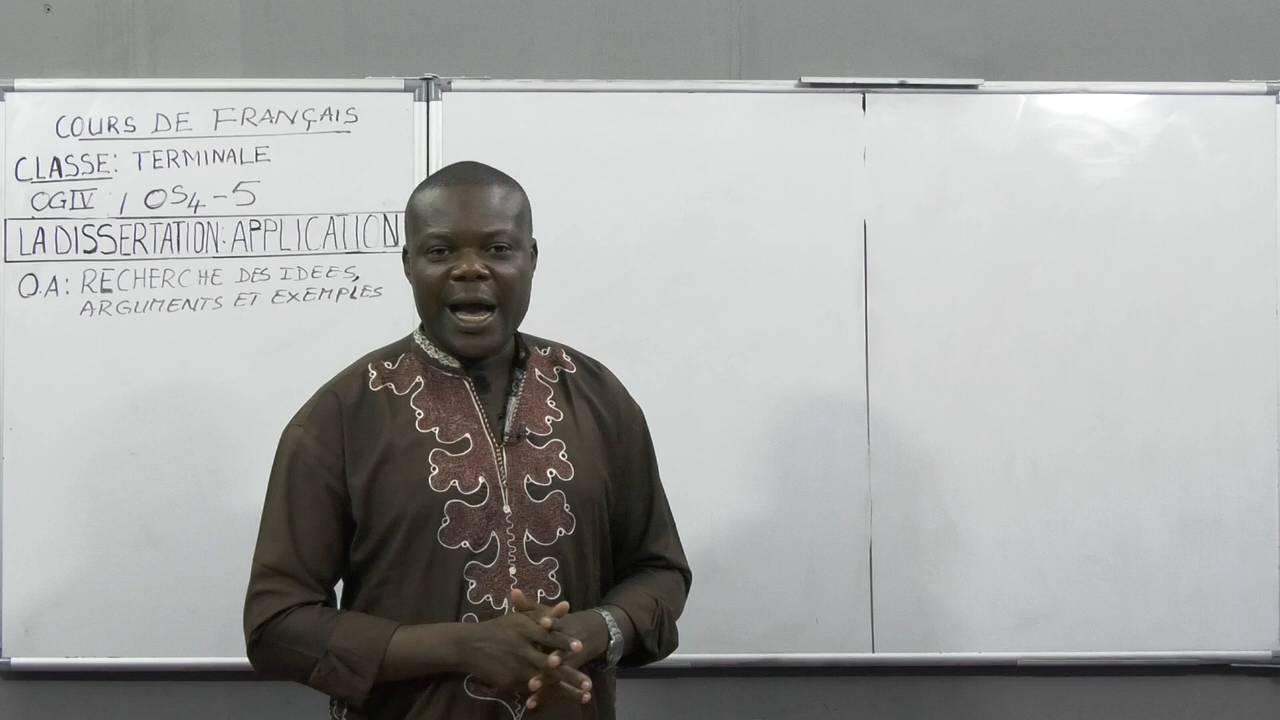 COURS DE FRANÇAIS
CLASSE: TERMINALE
OGIV / OS4-5
LA DISSERTATION: APPLICATION
O.A: RECHERCHE DES IDEES,
ARGUMENTS ET EXEMPLES